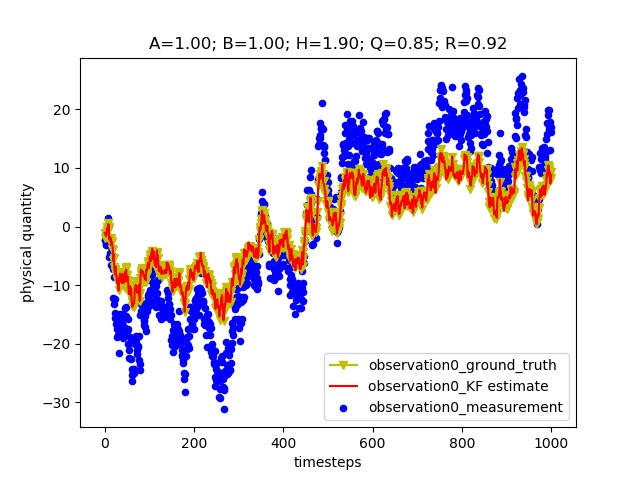 A=1.00; B=1.00; H=1.90; Q=0.85; R=0.92
physical quantity
20
10
0
−10
−20
−30
observation0_ground_truth
observation0_KF estimate
observation0_measurement
0 200 400 600 800 1000
timesteps